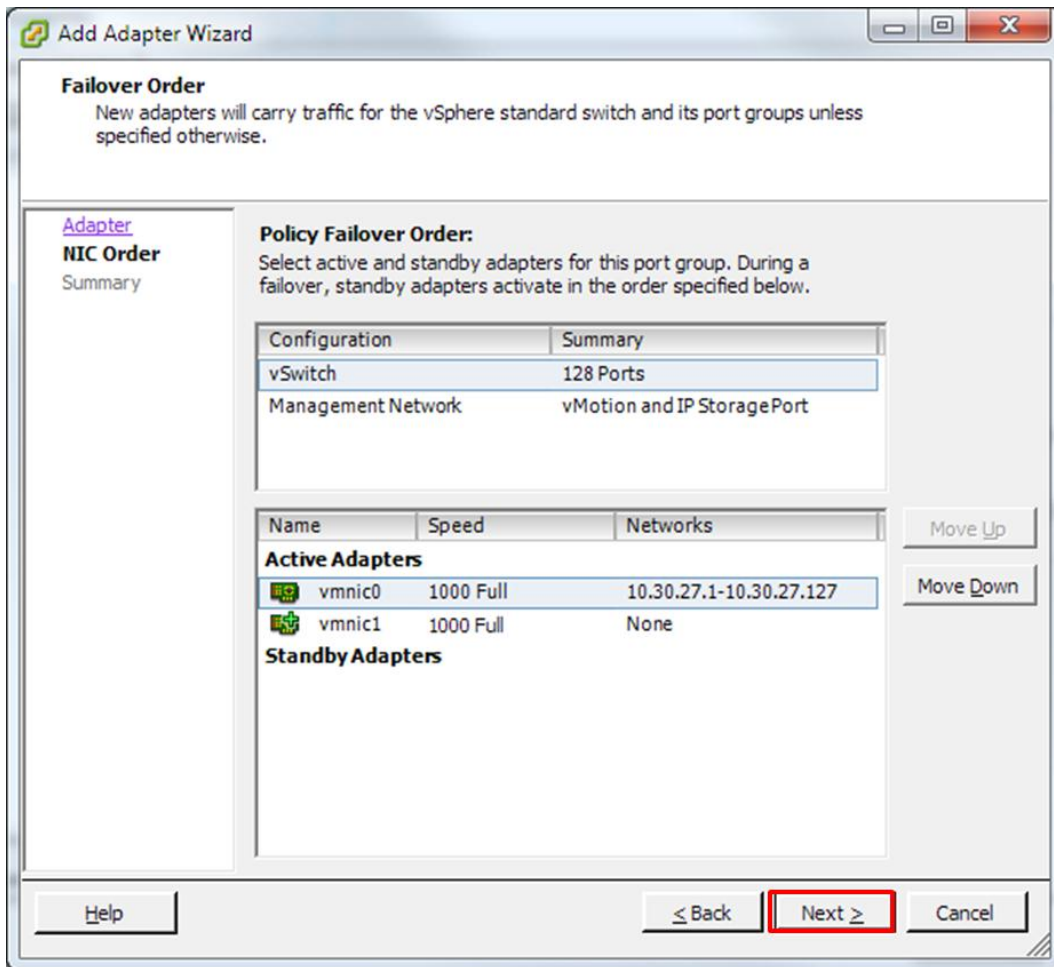 Add Adapter Wizard
Failover Order
New adapters will carry traffic for the vSphere standard switch and its port groups unless
specified otherwise.
Adapter
NIC Order
Summary
Policy Failover Order:
Select active and standby adapters for this port group. During a
failover, standby adapters activate in the order specified below.
Configuration Summary
vSwitch 128 Ports
Management Network vMotion and IP Storage Port
Name Speed Networks
Active Adapters
vmnic0 1000 Full 10.30.27.1-10.30.27.127
vmnic1 1000 Full None
Standby Adapters
Move Up
Move Down
Help
< Back
Next >
Cancel